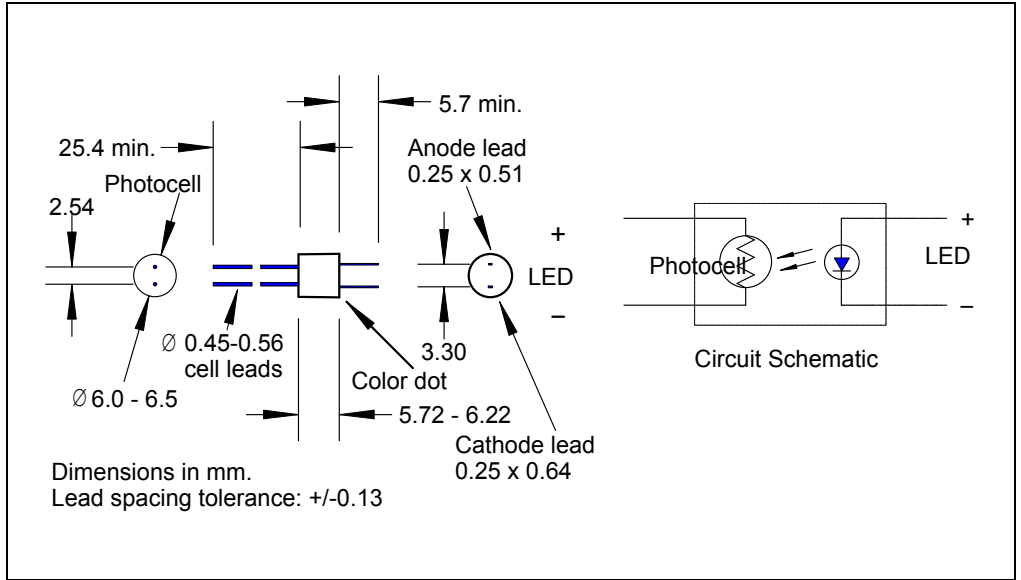 5.7 min.
25.4 min.
Anode lead
0.25 x 0.51
Photocell
2.54
+
LED
−
+
Photocell
LED
−
3.30
Ø 0.45-0.56
cell leads
Circuit Schematic
Color dot
Ø 6.0 - 6.5
5.72 - 6.22
Cathode lead
0.25 x 0.64
Dimensions in mm.
Lead spacing tolerance: +/-0.13